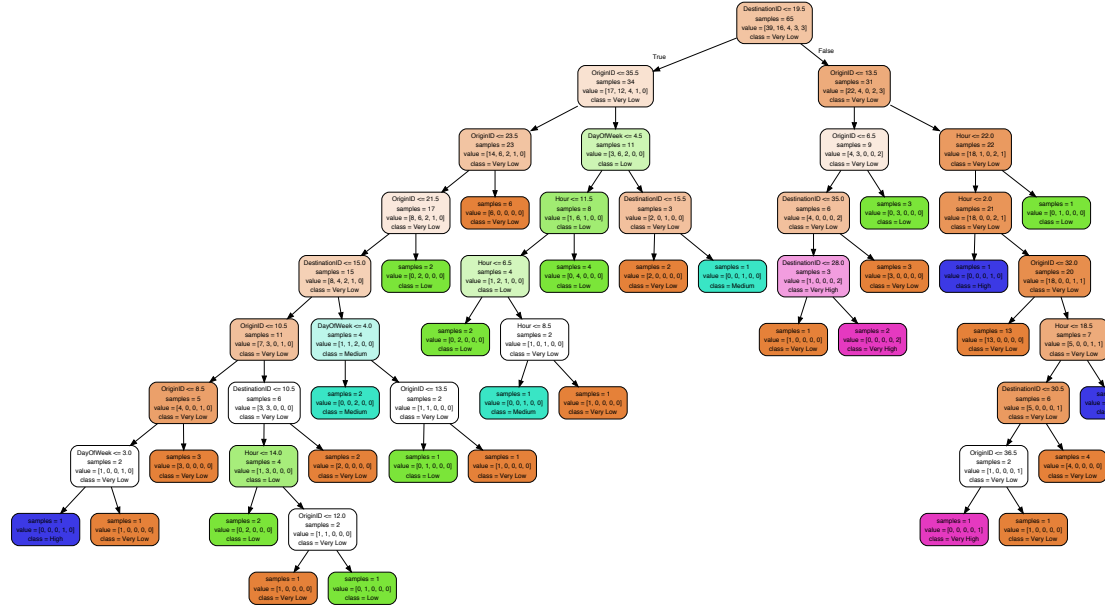 DestinationID <= 19.5
samples = 65
value = [39, 16, 4, 3, 3]
class = Very Low
True
False
OriginID <= 35.5
samples = 34
value = [17, 12, 4, 1, 0]
class = Very Low
OriginID <= 13.5
samples = 31
value = [22, 4, 0, 2, 3]
class = Very Low
OriginID <= 23.5
samples = 23
value = [14, 6, 2, 1, 0]
class = Very Low
DayOfWeek <= 4.5
samples = 11
value = [3, 6, 2, 0, 0]
class = Low
OriginID <= 6.5
samples = 9
value = [4, 3, 0, 0, 2]
class = Very Low
Hour <= 22.0
samples = 22
value = [18, 1, 0, 2, 1]
class = Very Low
OriginID <= 21.5
samples = 17
value = [8, 6, 2, 1, 0]
class = Very Low
samples = 6
value = [6, 0, 0, 0, 0]
class = Very Low
Hour <= 11.5
samples = 8
value = [1, 6, 1, 0, 0]
class = Low
DestinationID <= 15.5
samples = 3
value = [2, 0, 1, 0, 0]
class = Very Low
DestinationID <= 35.0
samples = 6
value = [4, 0, 0, 0, 2]
class = Very Low
samples = 3
value = [0, 3, 0, 0, 0]
class = Low
Hour <= 2.0
samples = 21
value = [18, 0, 0, 2, 1]
class = Very Low
samples = 1
value = [0, 1, 0, 0, 0]
class = Low
DestinationID <= 15.0
samples = 15
value = [8, 4, 2, 1, 0]
class = Very Low
samples = 2
value = [0, 2, 0, 0, 0]
class = Low
Hour <= 6.5
samples = 4
value = [1, 2, 1, 0, 0]
class = Low
samples = 4
value = [0, 4, 0, 0, 0]
class = Low
samples = 2
value = [2, 0, 0, 0, 0]
class = Very Low
samples = 1
value = [0, 0, 1, 0, 0]
class = Medium
DestinationID <= 28.0
samples = 3
value = [1, 0, 0, 0, 2]
class = Very High
samples = 3
value = [3, 0, 0, 0, 0]
class = Very Low
samples = 1
value = [0, 0, 0, 1, 0]
class = High
OriginID <= 32.0
samples = 20
value = [18, 0, 0, 1, 1]
class = Very Low
OriginID <= 10.5
samples = 11
value = [7, 3, 0, 1, 0]
class = Very Low
DayOfWeek <= 4.0
samples = 4
value = [1, 1, 2, 0, 0]
class = Medium
samples = 2
value = [0, 2, 0, 0, 0]
class = Low
Hour <= 8.5
samples = 2
value = [1, 0, 1, 0, 0]
class = Very Low
samples = 1
value = [1, 0, 0, 0, 0]
class = Very Low
samples = 2
value = [0, 0, 0, 0, 2]
class = Very High
samples = 13
value = [13, 0, 0, 0, 0]
class = Very Low
Hour <= 18.5
samples = 7
value = [5, 0, 0, 1, 1]
class = Very Low
OriginID <= 8.5
samples = 5
value = [4, 0, 0, 1, 0]
class = Very Low
DestinationID <= 10.5
samples = 6
value = [3, 3, 0, 0, 0]
class = Very Low
samples = 2
value = [0, 0, 2, 0, 0]
class = Medium
OriginID <= 13.5
samples = 2
value = [1, 1, 0, 0, 0]
class = Very Low
samples = 1
value = [0, 0, 1, 0, 0]
class = Medium
samples = 1
value = [1, 0, 0, 0, 0]
class = Very Low
DestinationID <= 30.5
samples = 6
value = [5, 0, 0, 0, 1]
class = Very Low
DayOfWeek <= 3.0
samples = 2
value = [1, 0, 0, 1, 0]
class = Very Low
samples = 3
value = [3, 0, 0, 0, 0]
class = Very Low
Hour <= 14.0
samples = 4
value = [1, 3, 0, 0, 0]
class = Low
samples = 2
value = [2, 0, 0, 0, 0]
class = Very Low
samples = 1
value = [0, 1, 0, 0, 0]
class = Low
samples = 1
value = [1, 0, 0, 0, 0]
class = Very Low
OriginID <= 36.5
samples = 2
value = [1, 0, 0, 0, 1]
class = Very Low
samples = 4
value = [4, 0, 0, 0, 0]
class = Very Low
samples = 1
value = [0, 0, 0, 1, 0]
class = High
samples = 1
value = [1, 0, 0, 0, 0]
class = Very Low
samples = 2
value = [0, 2, 0, 0, 0]
class = Low
OriginID <= 12.0
samples = 2
value = [1, 1, 0, 0, 0]
class = Very Low
samples = 1
value = [0, 0, 0, 0, 1]
class = Very High
samples = 1
value = [1, 0, 0, 0, 0]
class = Very Low
samples = 1
value = [1, 0, 0, 0, 0]
class = Very Low
samples = 1
value = [0, 1, 0, 0, 0]
class = Low